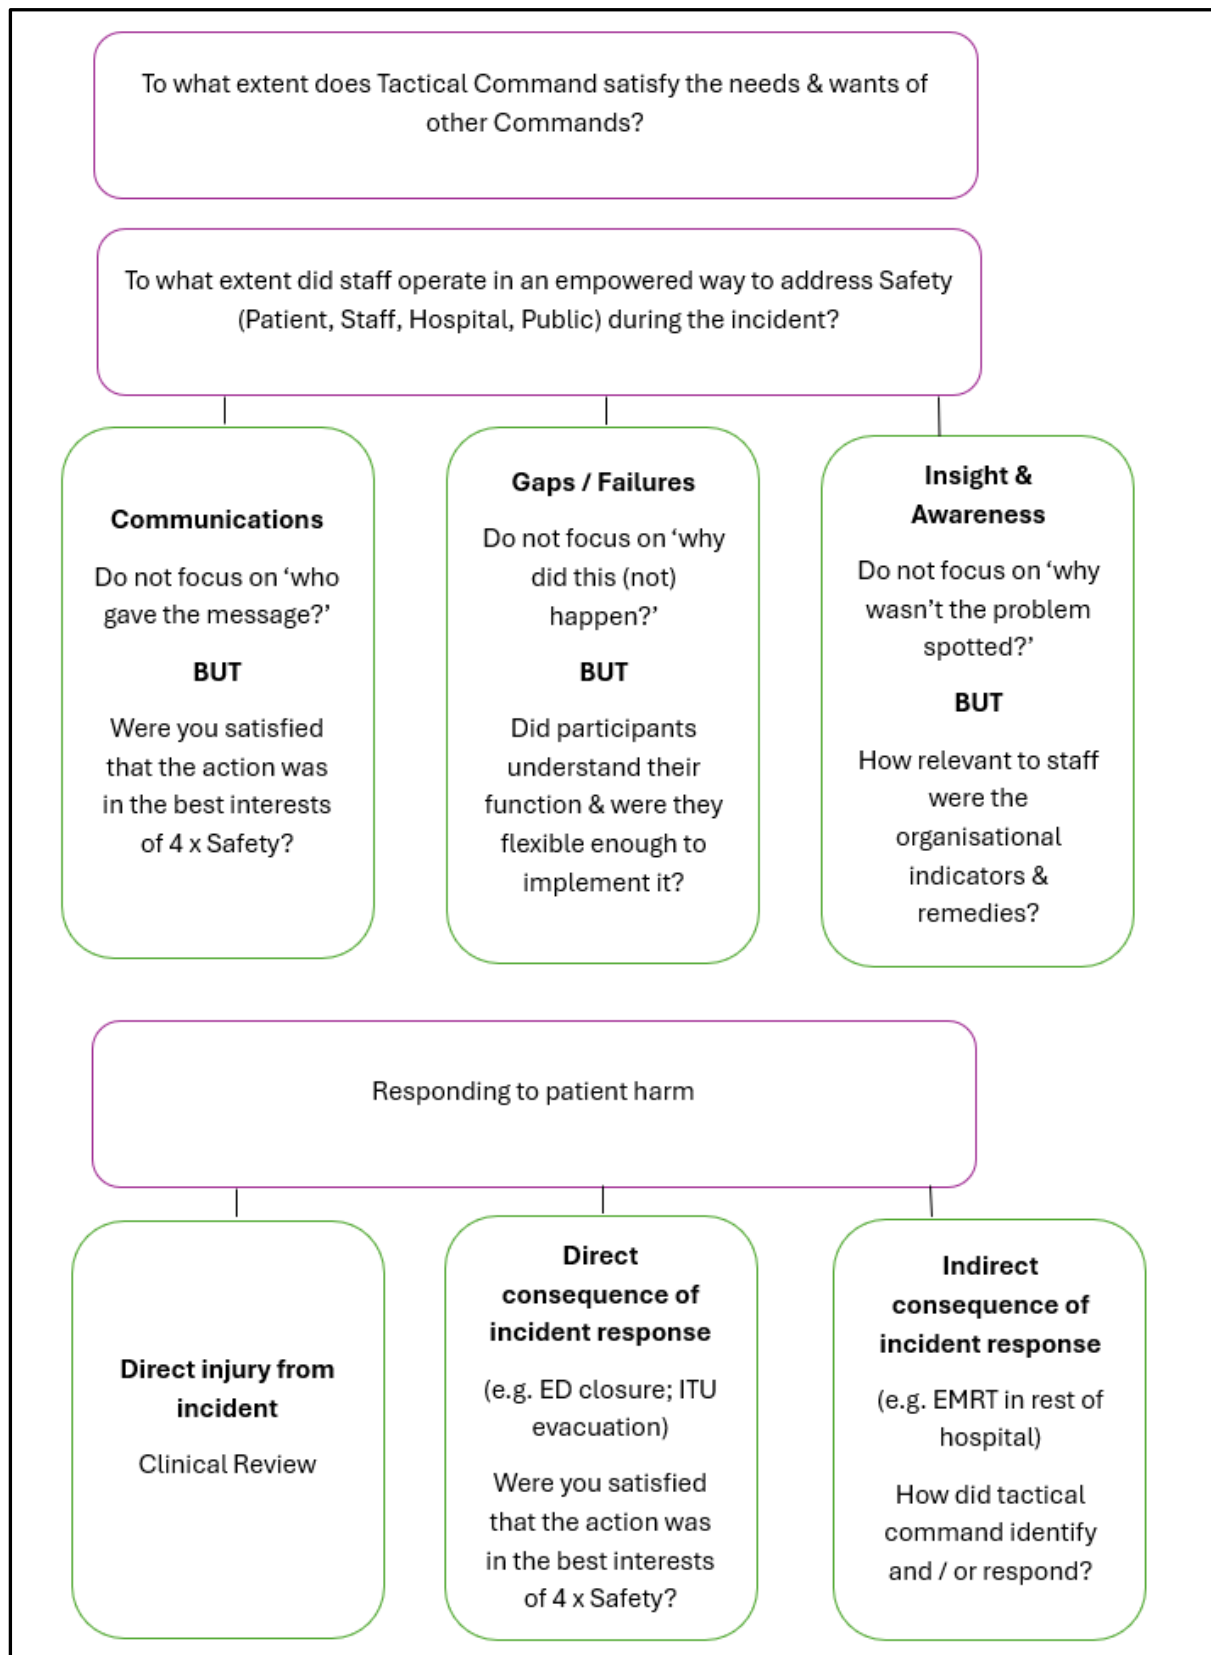 To what extent does Tactical Command satisfy the needs & wants of
other Commands?
To what extent did staff operate in an empowered way to address Safety
(Patient, Staff, Hospital, Public) during the incident?
Communications
Do not focus on ‘who
gave the message?’
BUT
Were you satisfied
that the action was
in the best interests
of 4 x Safety?
Gaps / Failures
Do not focus on ‘why
did this (not)
happen?’
BUT
Did participants
understand their
function & were they
flexible enough to
implement it?
Insight &
Awareness
Do not focus on ‘why
wasn’t the problem
spotted?’
BUT
How relevant to staff
were the
organisational
indicators &
remedies?
Responding to patient harm
Direct injury from
incident
Clinical Review
Direct
consequence of
incident response
(e.g. ED closure; ITU
evacuation)
Were you satisfied
that the action was
in the best interests
of 4 x Safety?
Indirect
consequence of
incident response
(e.g. EMRT in rest of
hospital)
How did tactical
command identify
and / or respond?